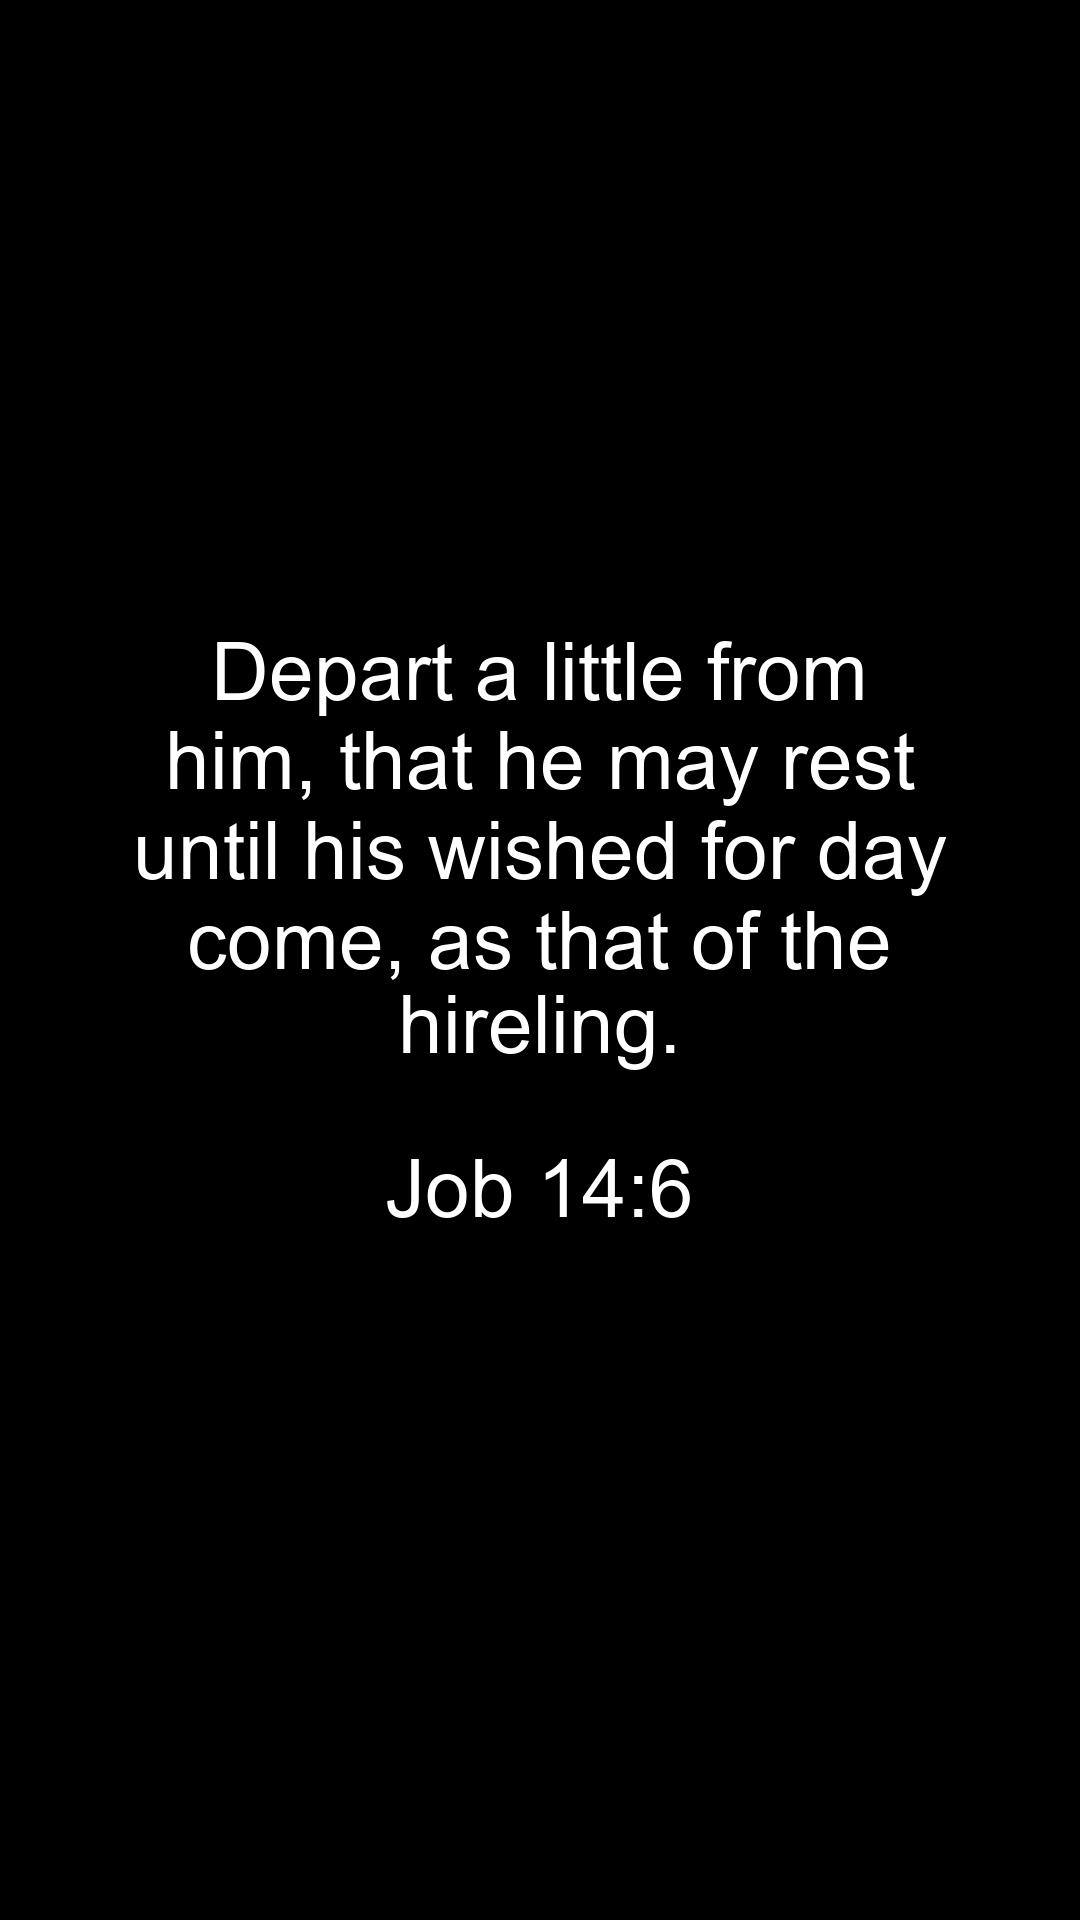 Depart a little from
him, that he may rest
until his wished for day
come, as that of the
hireling.
Job 14:6